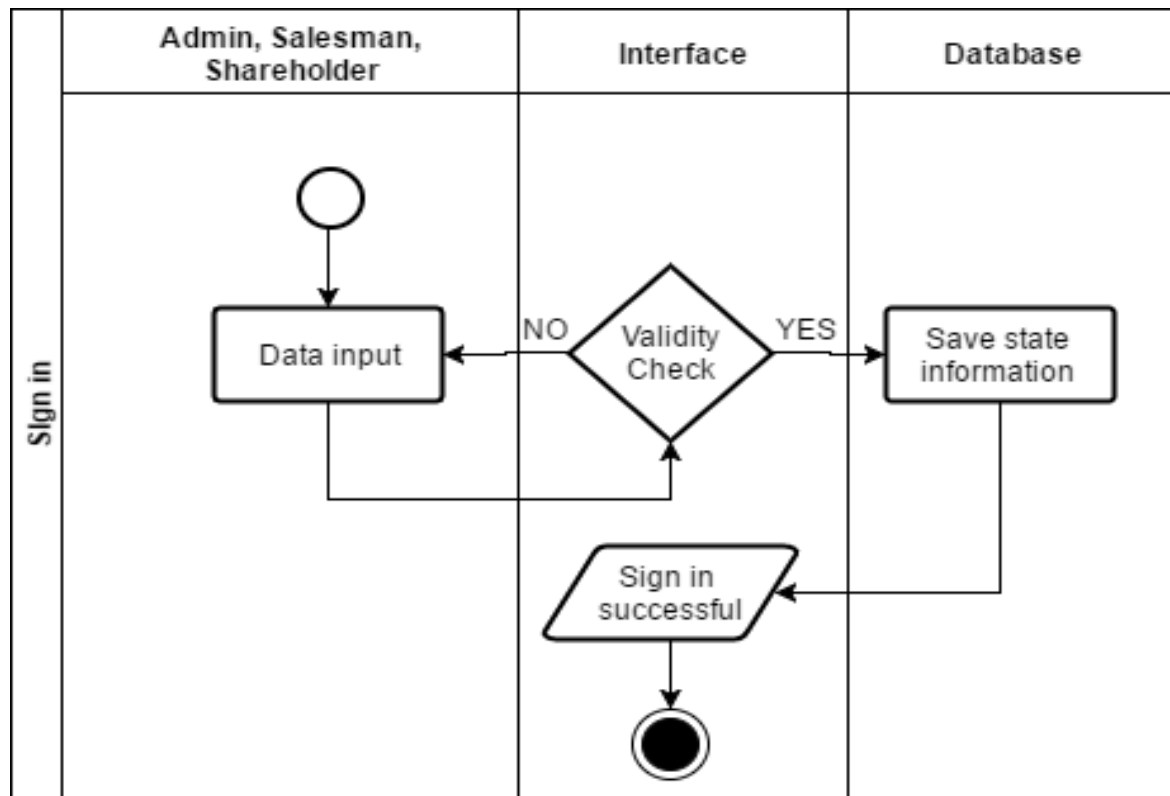 Admin, Salesman,
Shareholder
Interface
Database
SIgn in
Data input
NO
Validity
Check
YES
Save state
information
Sign in
successful